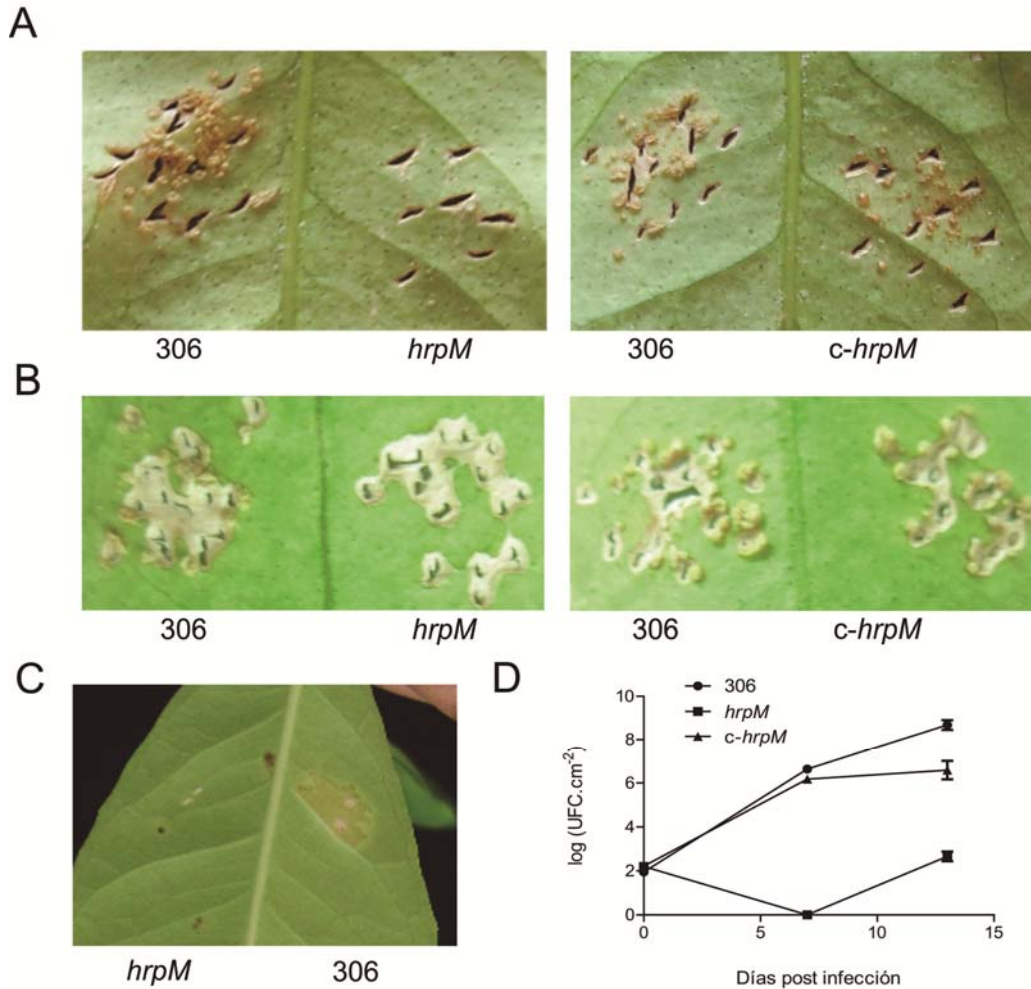 A
306 hrpM 306 c-hrpM
B
306 hrpM 306 c-hrpM
C
hrpM 306
D
306
hrpM
c-hrpM
log (UFC.cm-2)
10
8
6
4
2
0
0 5 10 15
Días post infección